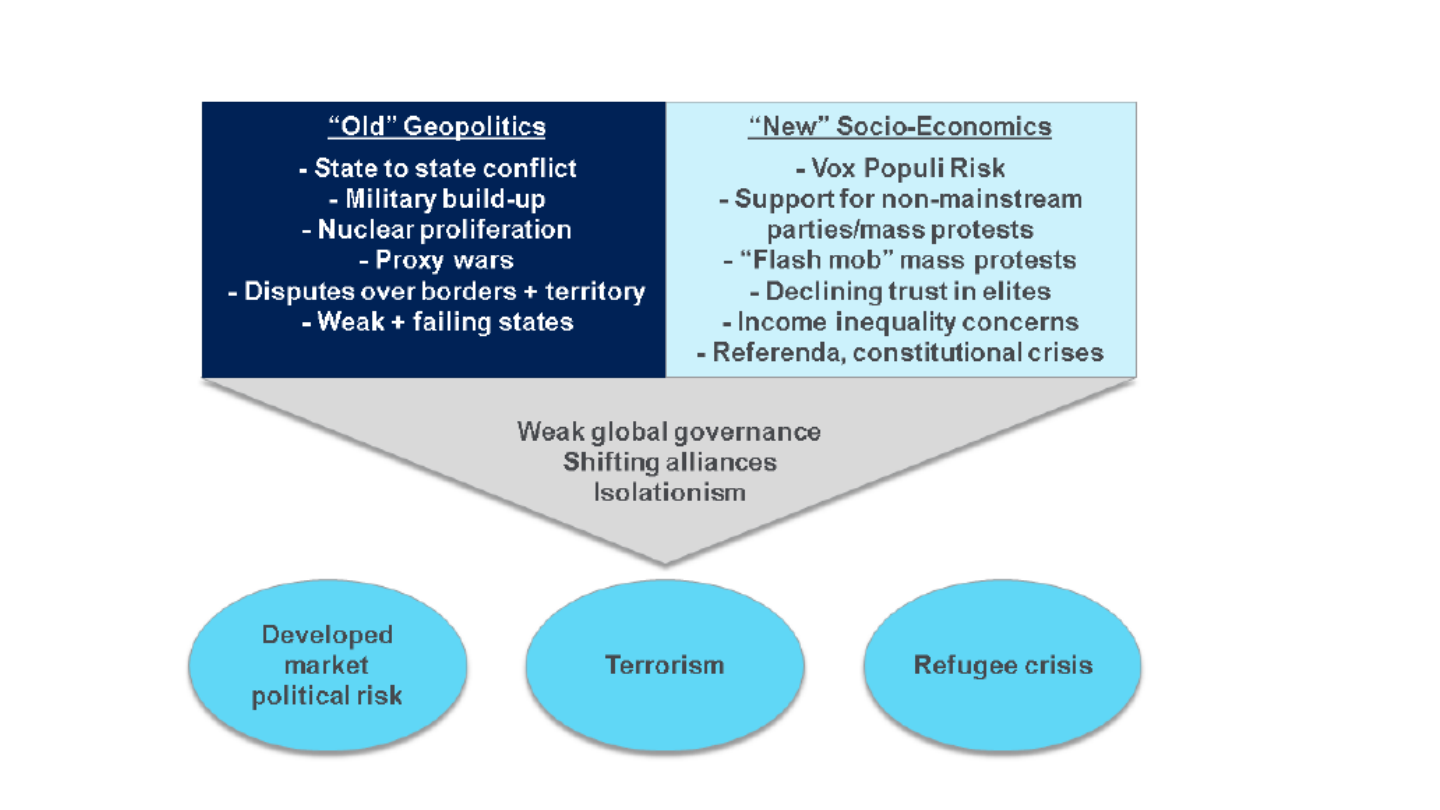 “Old” Geopolitics
- State to state conflict
- Military build-up
- Nuclear proliferation
- Proxy wars
- Disputes over borders + territory
- Weak + failing states
“New” Socio-Economics
- Vox Populi Risk
- Support for non-mainstream
parties/mass protests
- “Flash mob” mass protests
- Declining trust in elites
- Income inequality concerns
- Referenda, constitutional crises
Weak global governance
Shifting alliances
Isolationism
Developed
market
political risk
Terrorism
Refugee crisis